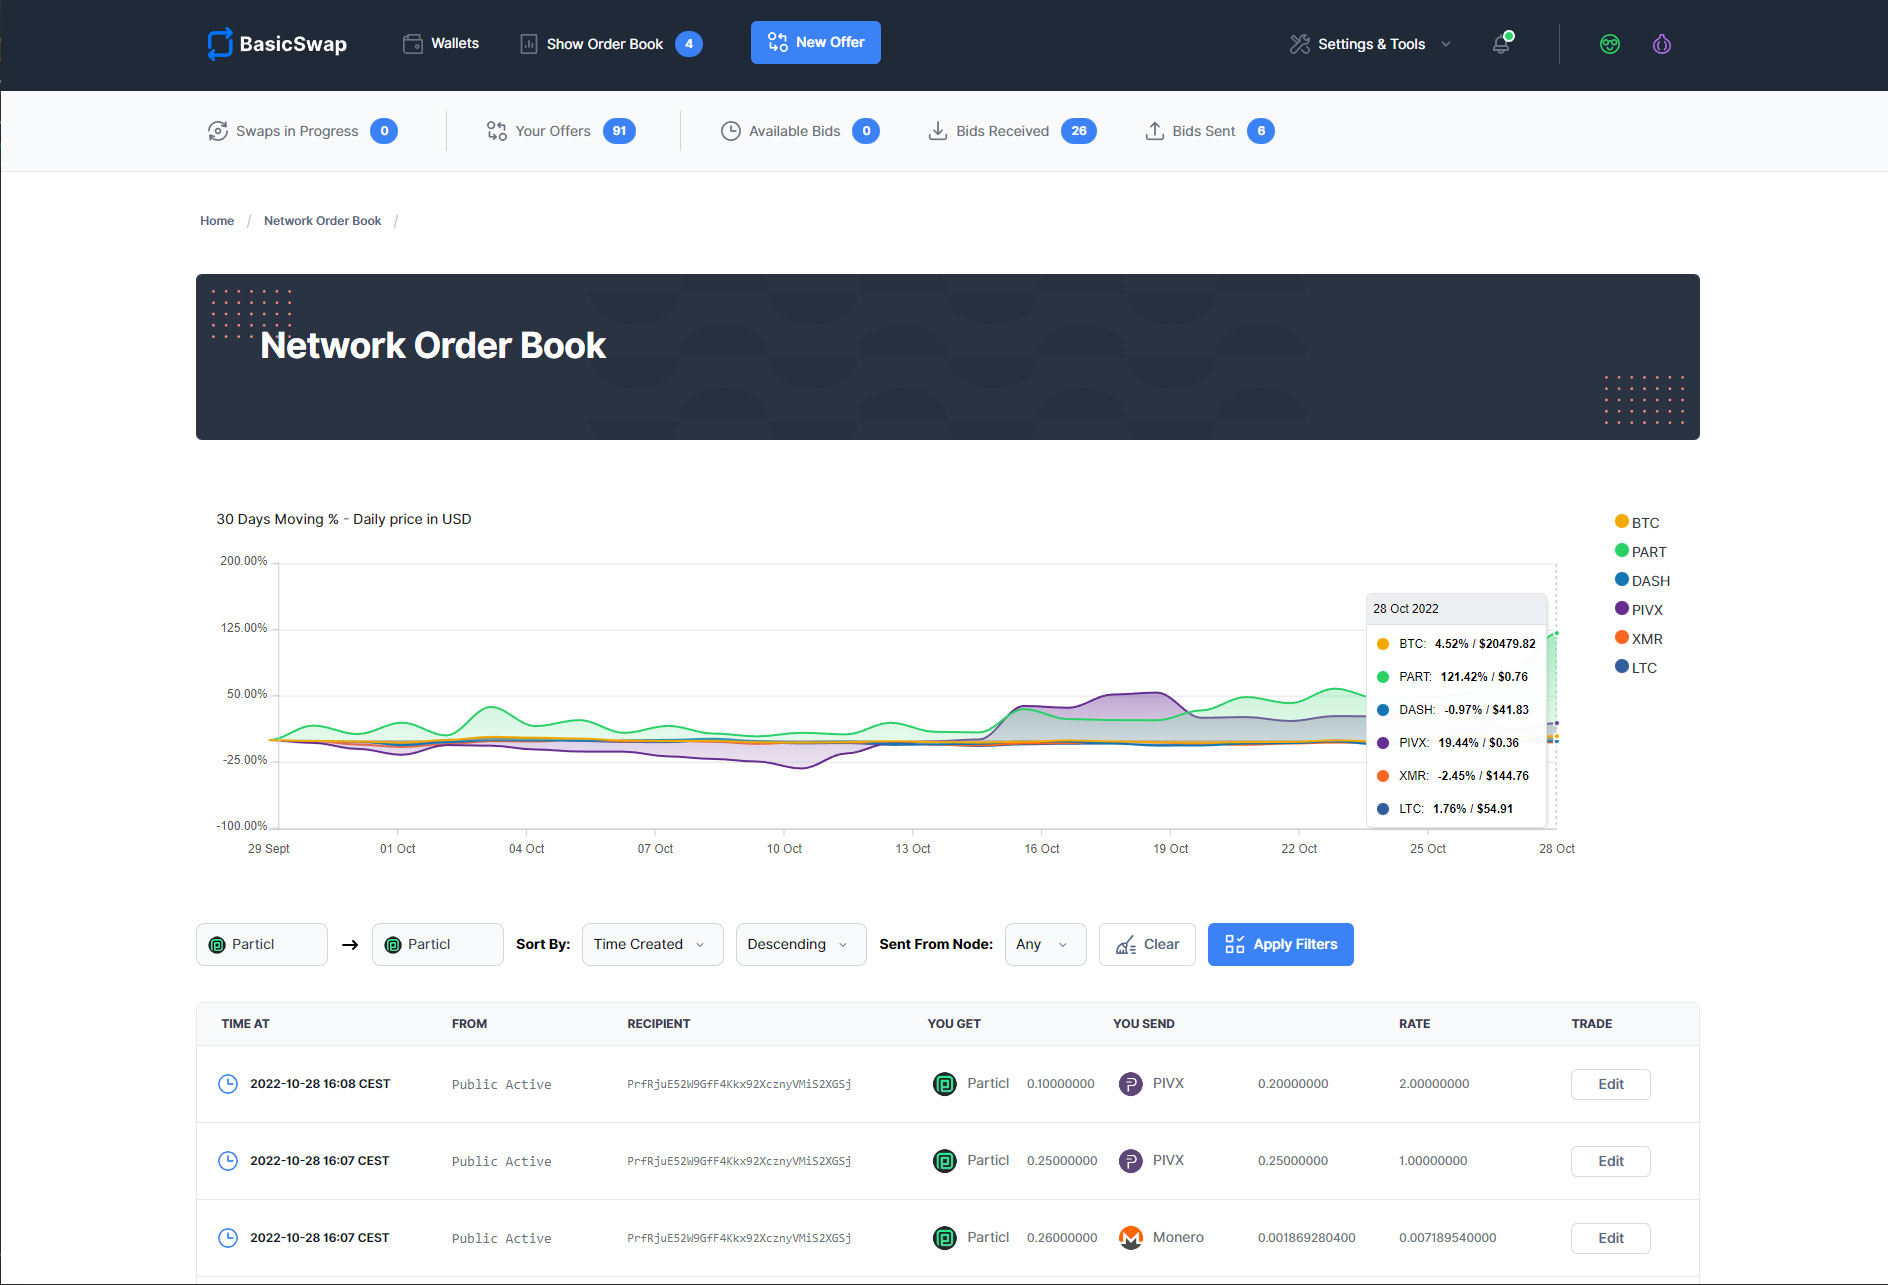 BasicSwap
Wallets
Show Order Book 4
New Offer
Settings & Tools
Swaps in Progress 0
Your Offers 91
Available Bids 0
Bids Received 26
Bids Sent 6
Home / Network Order Book /
Network Order Book
30 Days Moving % - Daily price in USD
BTC
PART
DASH
PIVX
XMR
LTC
200.00%
125.00%
50.00%
-25.00%
-100.00%
28 Oct 2022
BTC: 4.52% / $20479.82
PART: 121.42% / $0.76
DASH: -0.97% / $41.83
PIVX: 19.44% / $0.36
XMR: -2.45% / $144.76
LTC: 1.76% / $54.91
29 Sept 01 Oct 04 Oct 07 Oct 10 Oct 13 Oct 16 Oct 19 Oct 22 Oct 25 Oct 28 Oct
Particl → Particl Sort By: Time Created Descending Sent From Node: Any Clear Apply Filters
TIME AT FROM RECIPIENT YOU GET YOU SEND RATE TRADE
2022-10-28 16:08 CEST Public Active PrfRjuE52W9GfF4Kkx92XcznyVMiS2XGSj Particl 0.10000000 PIVX 0.20000000 2.00000000 Edit
2022-10-28 16:07 CEST Public Active PrfRjuE52W9GfF4Kkx92XcznyVMiS2XGSj Particl 0.25000000 PIVX 0.25000000 1.00000000 Edit
2022-10-28 16:07 CEST Public Active PrfRjuE52W9GfF4Kkx92XcznyVMiS2XGSj Particl 0.26000000 Monero 0.001869280400 0.007189540000 Edit